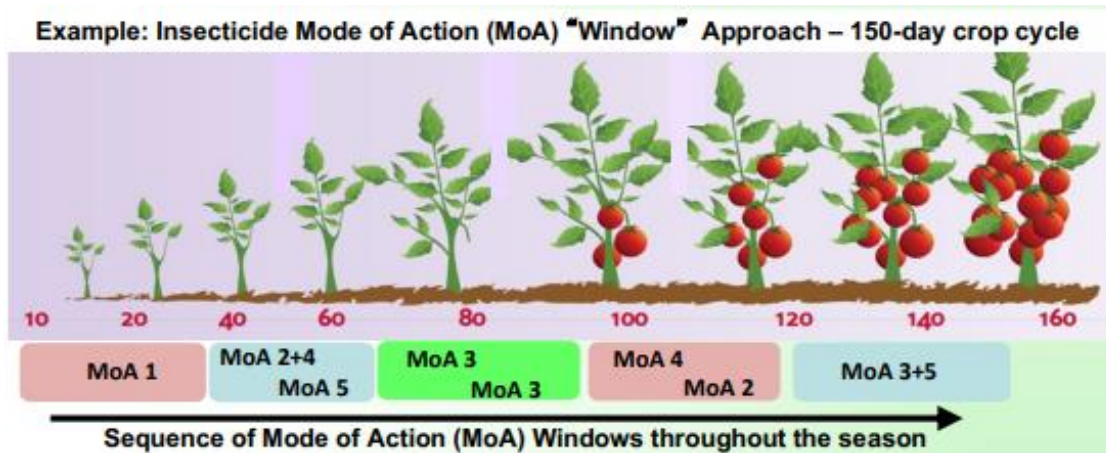 Example: Insecticide Mode of Action (MoA) “Window” Approach – 150-day crop cycle
10 20 40 60 80 100 120 140 160
MoA 1 MoA 2+4 MoA 3 MoA 4 MoA 3+5
MoA 5 MoA 3 MoA 2
Sequence of Mode of Action (MoA) Windows throughout the season